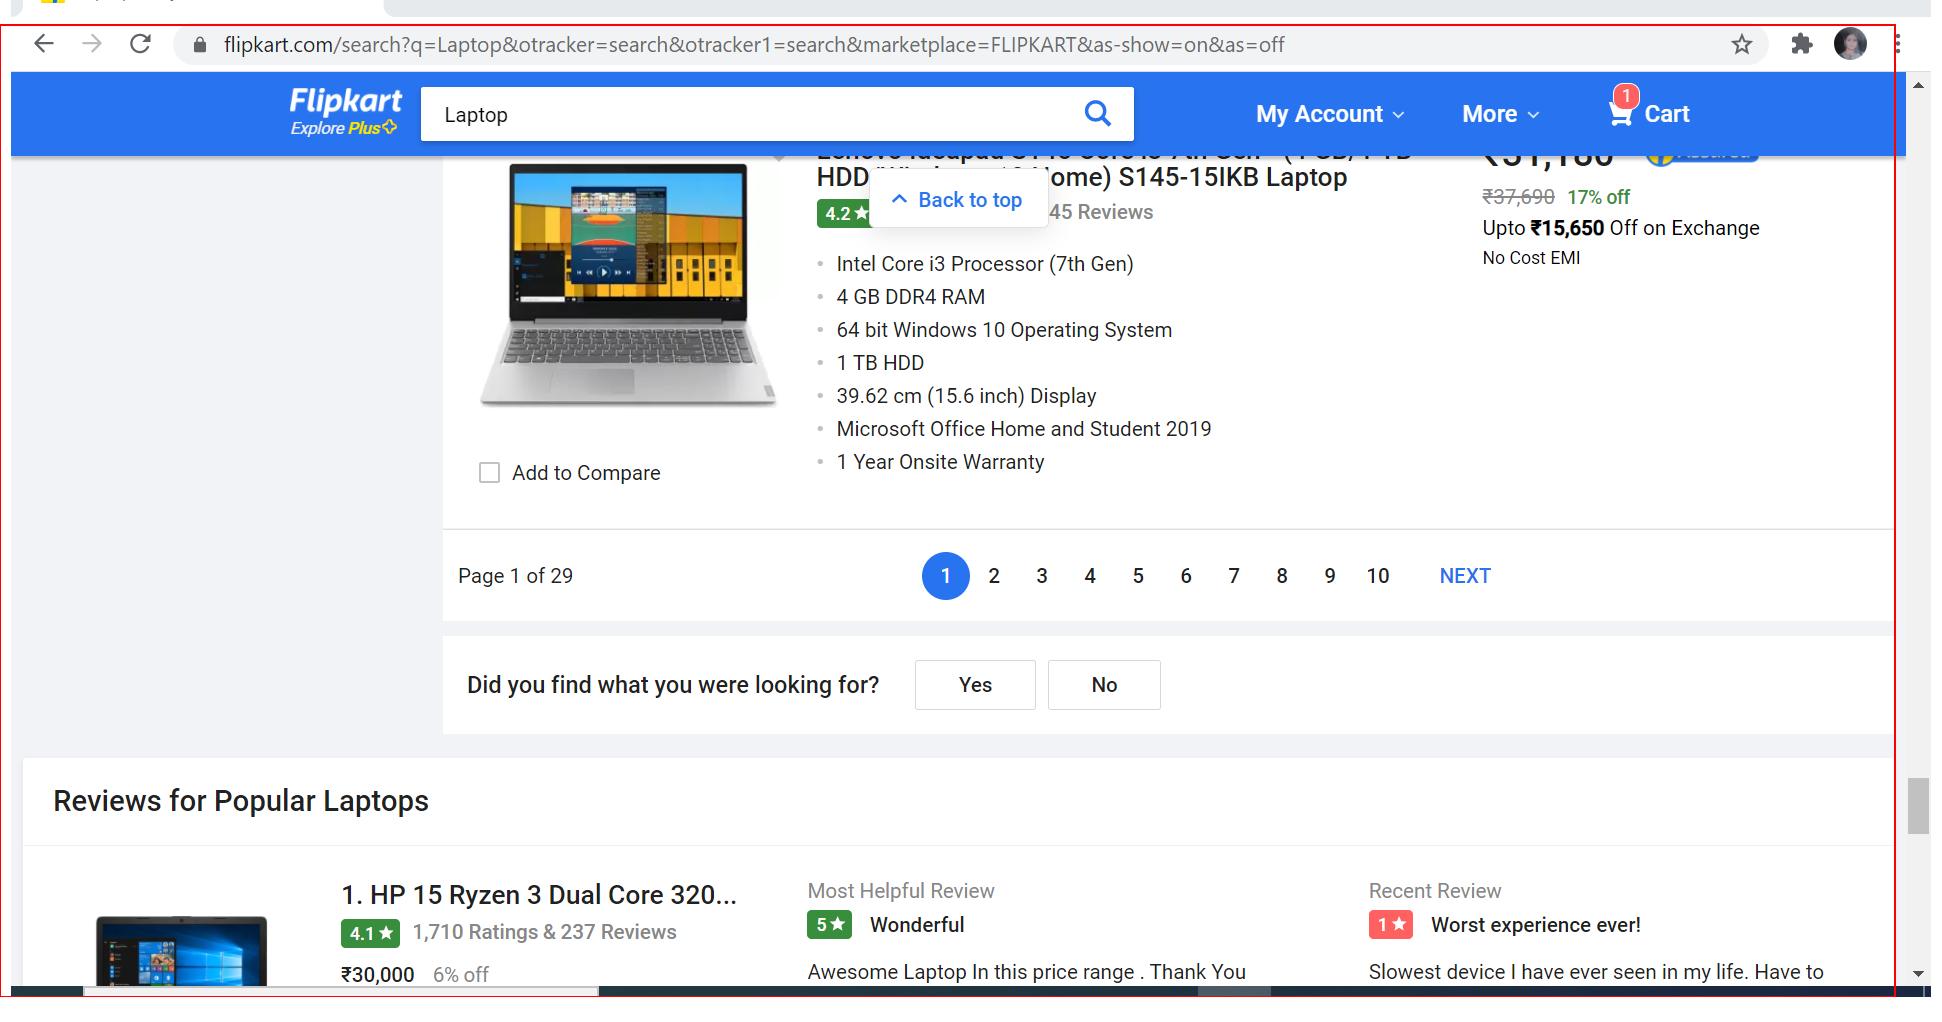 flipkart.com/search?q=Laptop&otracker=search&otracker1=search&marketplace=FLIPKART&as-show=on&as=off
Flipkart
Explore Plus
Laptop
My Account
More
1
Cart
HDD/ Home) S145-15IKB Laptop
4.2★
Back to top
45 Reviews
₹37,690 17% off
Upto ₹15,650 Off on Exchange
No Cost EMI
• Intel Core i3 Processor (7th Gen)
• 4 GB DDR4 RAM
• 64 bit Windows 10 Operating System
• 1 TB HDD
• 39.62 cm (15.6 inch) Display
• Microsoft Office Home and Student 2019
• 1 Year Onsite Warranty
Add to Compare
Page 1 of 29
1 2 3 4 5 6 7 8 9 10 NEXT
Did you find what you were looking for?
Yes
No
Reviews for Popular Laptops
1. HP 15 Ryzen 3 Dual Core 320...
4.1★ 1,710 Ratings & 237 Reviews
₹30,000 6% off
Most Helpful Review
5★ Wonderful
Awesome Laptop In this price range . Thank You
Recent Review
1★ Worst experience ever!
Slowest device I have ever seen in my life. Have to